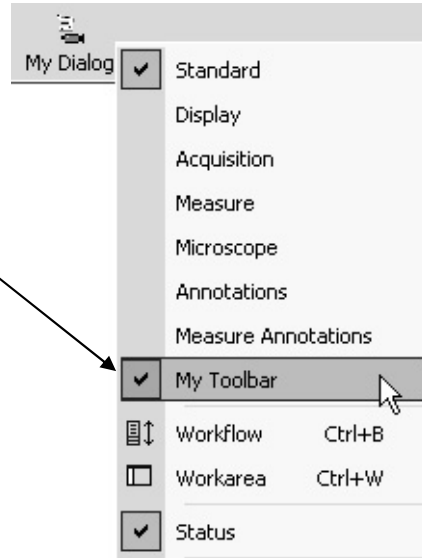 My Dialog
Standard
Display
Acquisition
Measure
Microscope
Annotations
Measure Annotations
My Toolbar
Workflow Ctrl+B
Workarea Ctrl+W
Status